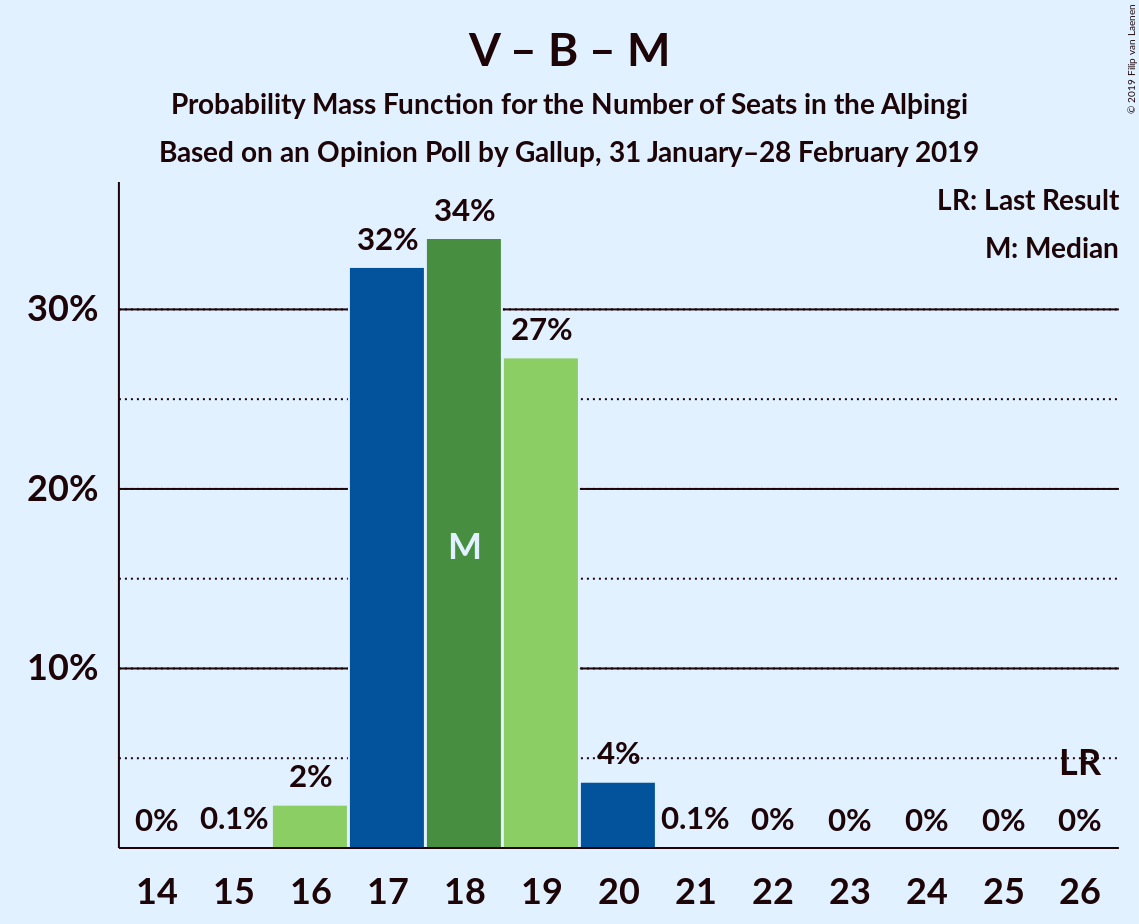 V – B – M
Probability Mass Function for the Number of Seats in the Alþingi
Based on an Opinion Poll by Gallup, 31 January–28 February 2019
© 2019 Filip van Laenen
LR: Last Result
M: Median
30%
20%
10%
0%
0.1%
2%
32%
34%
27%
4%
0.1%
0%
0%
0%
0%
0%
M
LR
14 15 16 17 18 19 20 21 22 23 24 25 26